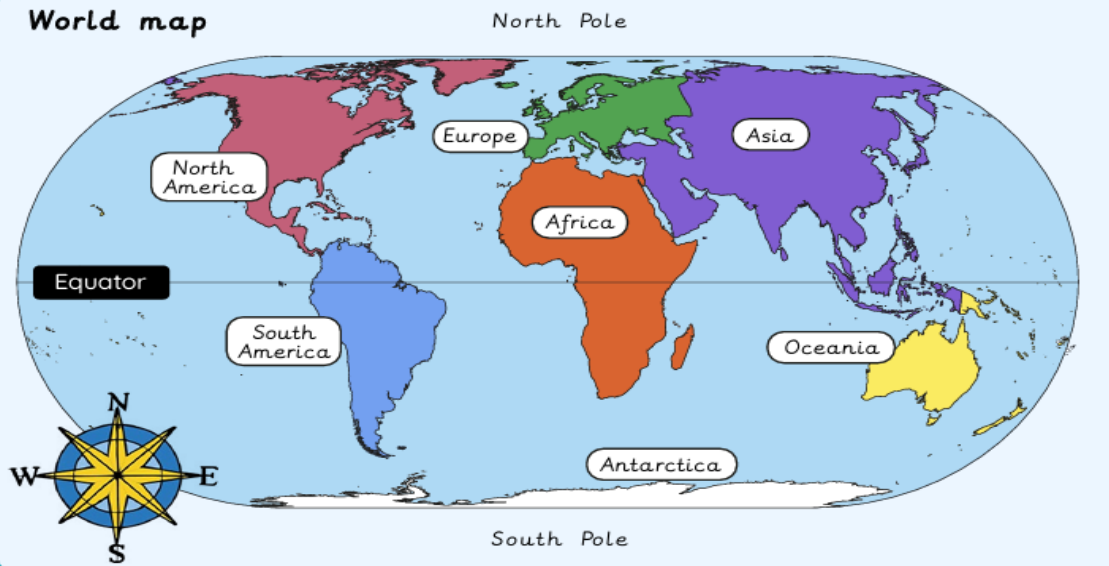 World map
North Pole
Europe
Asia
North
America
Africa
Equator
South
America
Oceania
N
W
E
S
Antarctica
South Pole